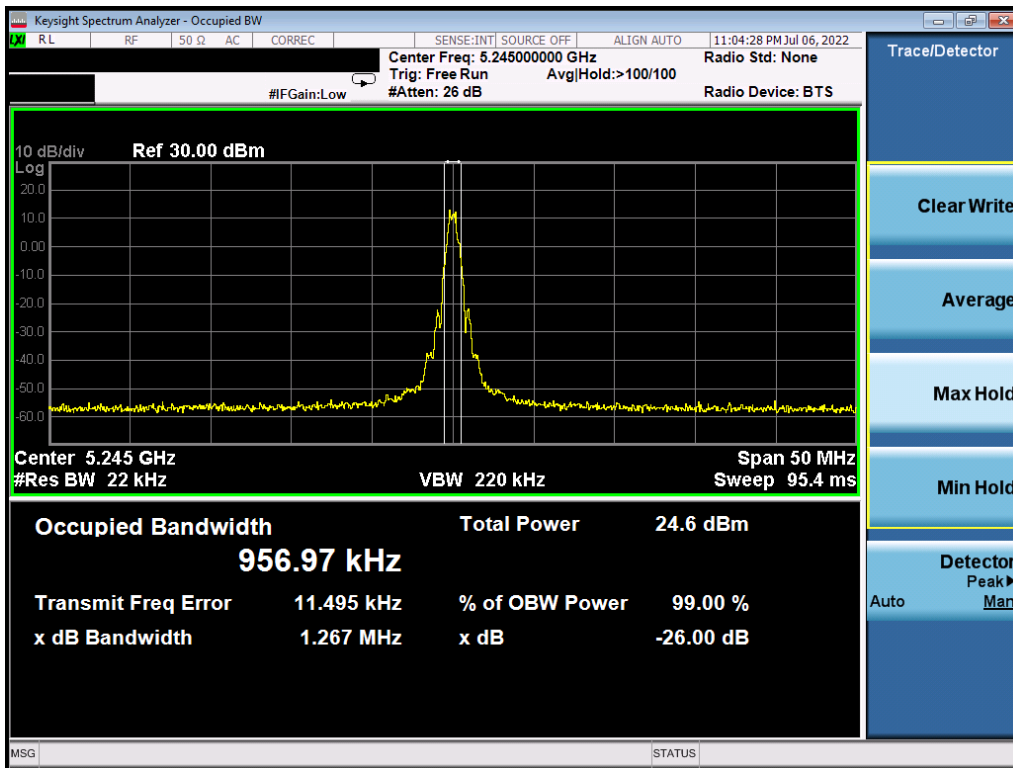 Keysight Spectrum Analyzer - Occupied BW
LXI RL RF 50 Ω AC CORREC SENSE:INT SOURCE OFF ALIGN AUTO 11:04:28 PM Jul 06, 2022
Center Freq: 5.245000000 GHz Radio Std: None
Trig: Free Run Avg|Hold:>100/100
#IFGain:Low #Atten: 26 dB Radio Device: BTS
10 dB/div Ref 30.00 dBm
Log
20.0
10.0
0.00
-10.0
-20.0
-30.0
-40.0
-50.0
-60.0
Center 5.245 GHz Span 50 MHz
#Res BW 22 kHz VBW 220 kHz Sweep 95.4 ms
Occupied Bandwidth Total Power 24.6 dBm
956.97 kHz
Transmit Freq Error 11.495 kHz % of OBW Power 99.00 %
x dB Bandwidth 1.267 MHz x dB -26.00 dB
MSG STATUS
Trace/Detector
Clear Write
Average
Max Hold
Min Hold
Detector
Peak
Auto Man